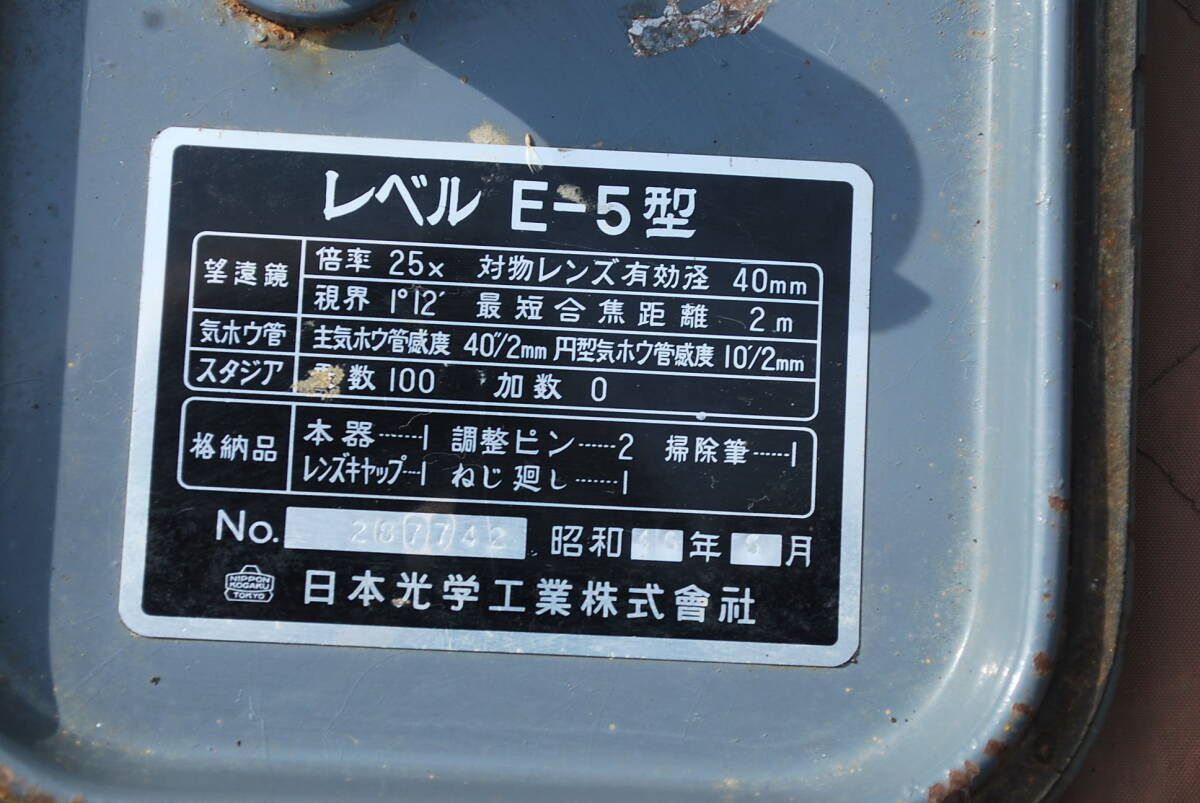 レベル E-5型
望遠鏡
倍率 25x 対物レンズ有効径 40mm
視界 1°12′ 最短合焦距離 2m
気ホウ管 主気ホウ管感度 40″/2mm 円型気ホウ管感度 10′/2mm
スタジア 数 100 加数 0
格納品
本器……1 調整ピン……2 掃除筆……1
レンズキャップ…1 ねじ廻し……1
No. 287742 昭和 年 月
NIPPON
KOGAKU
TOKYO
日本光学工業株式會社